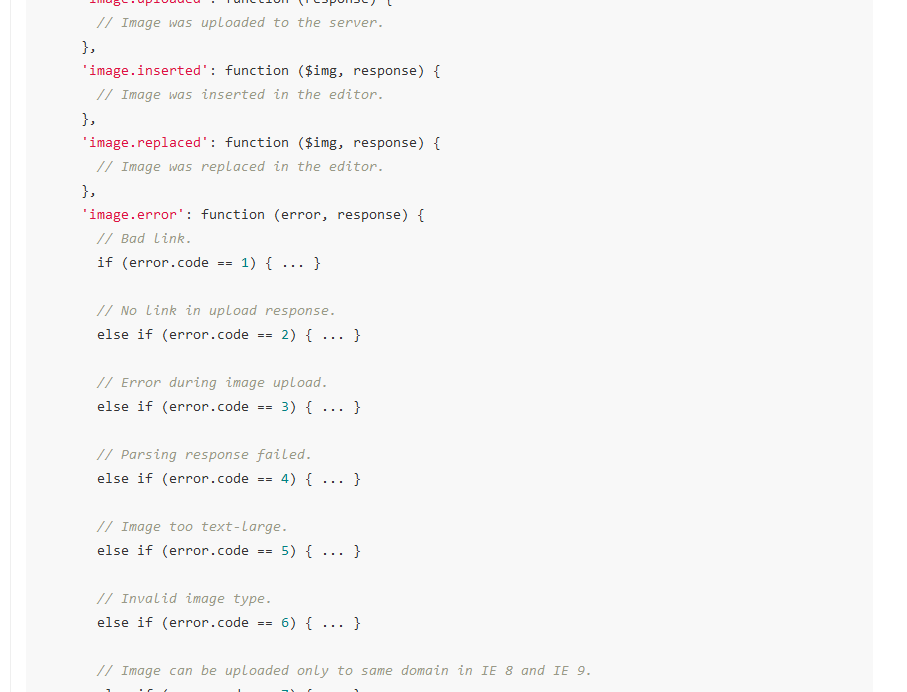 'image.uploaded': function (response) {
// Image was uploaded to the server.
},
'image.inserted': function ($img, response) {
// Image was inserted in the editor.
},
'image.replaced': function ($img, response) {
// Image was replaced in the editor.
},
'image.error': function (error, response) {
// Bad link.
if (error.code == 1) { ... }
// No link in upload response.
else if (error.code == 2) { ... }
// Error during image upload.
else if (error.code == 3) { ... }
// Parsing response failed.
else if (error.code == 4) { ... }
// Image too text-large.
else if (error.code == 5) { ... }
// Invalid image type.
else if (error.code == 6) { ... }
// Image can be uploaded only to same domain in IE 8 and IE 9.